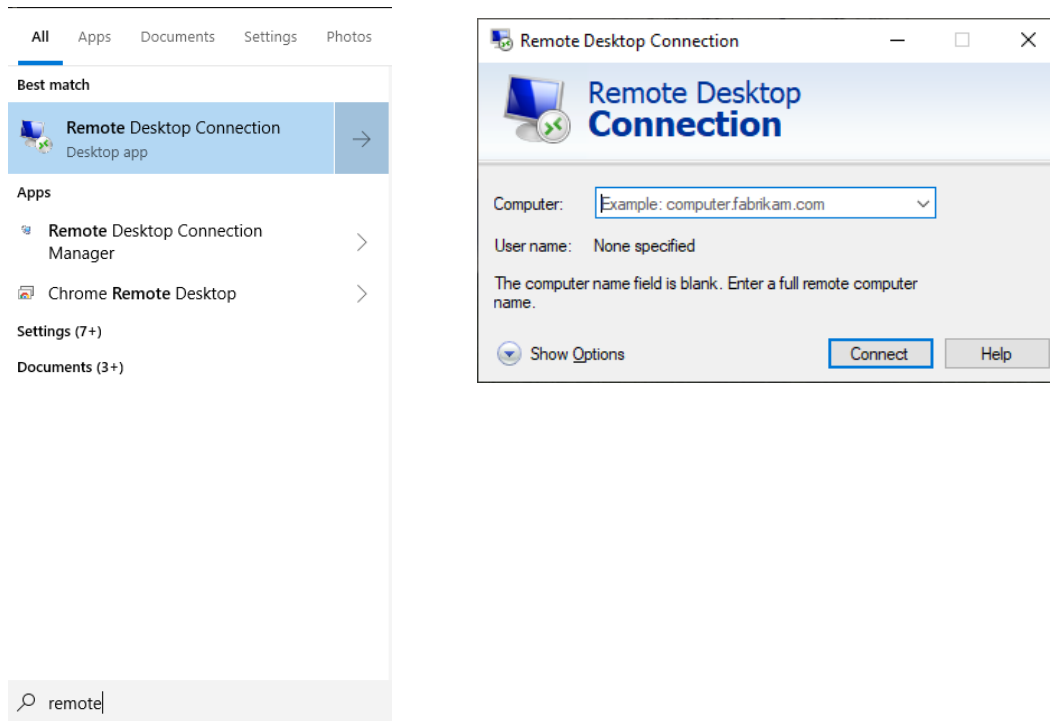 All Apps Documents Settings Photos
Best match
Remote Desktop Connection
Desktop app
Apps
Remote Desktop Connection
Manager
Chrome Remote Desktop
Settings (7+)
Documents (3+)
remote
Remote Desktop Connection
Remote Desktop
Connection
Computer: Example: computer.fabrikam.com
User name: None specified
The computer name field is blank. Enter a full remote computer
name.
Show Options Connect Help